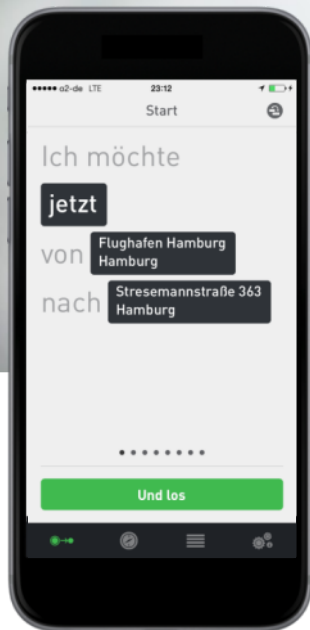 o2-de LTE 23:12
Start
Ich möchte
jetzt
von Flughafen Hamburg
Hamburg
nach Stresemannstraße 363
Hamburg
Und los